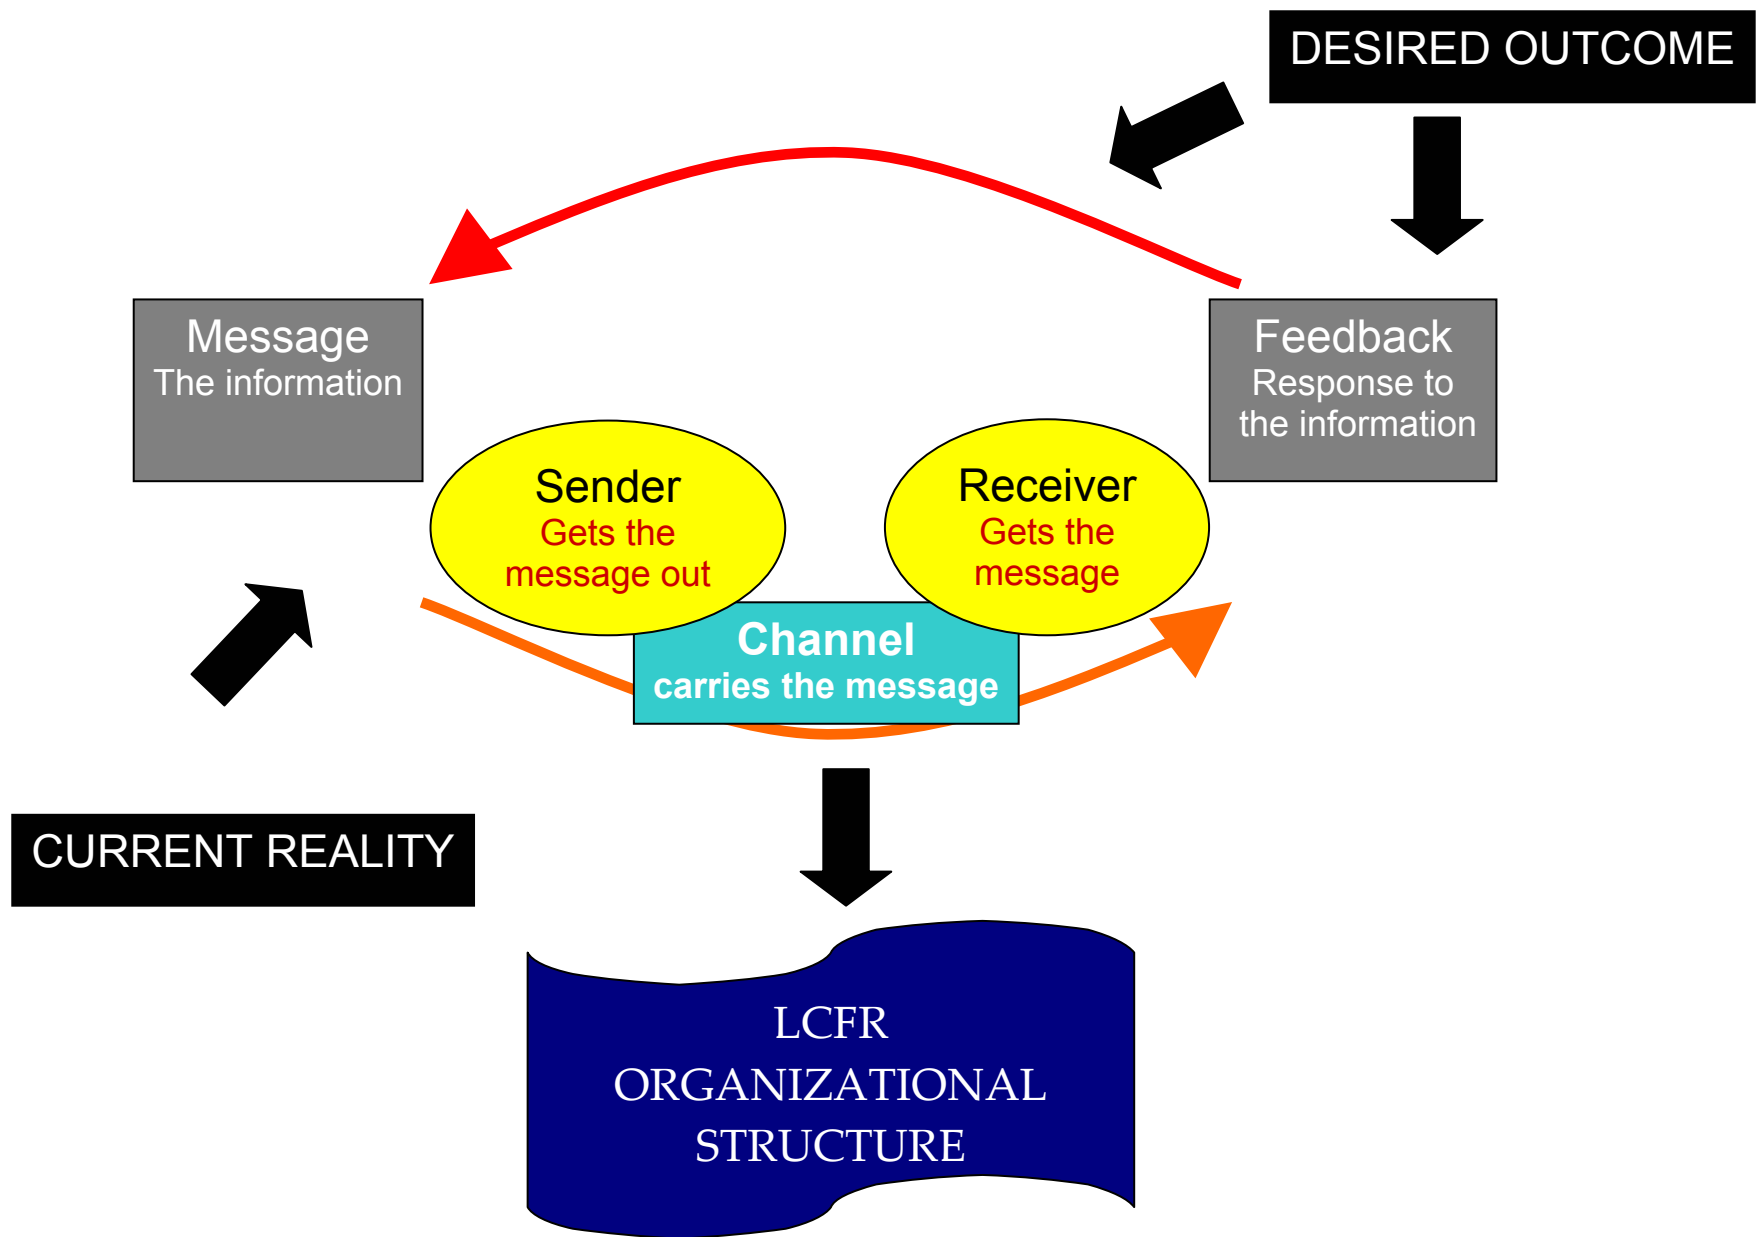 DESIRED OUTCOME
Message
The information
Feedback
Response to
the information
Sender
Gets the
message out
Receiver
Gets the
message
Channel
carries the message
CURRENT REALITY
LCFR
ORGANIZATIONAL
STRUCTURE